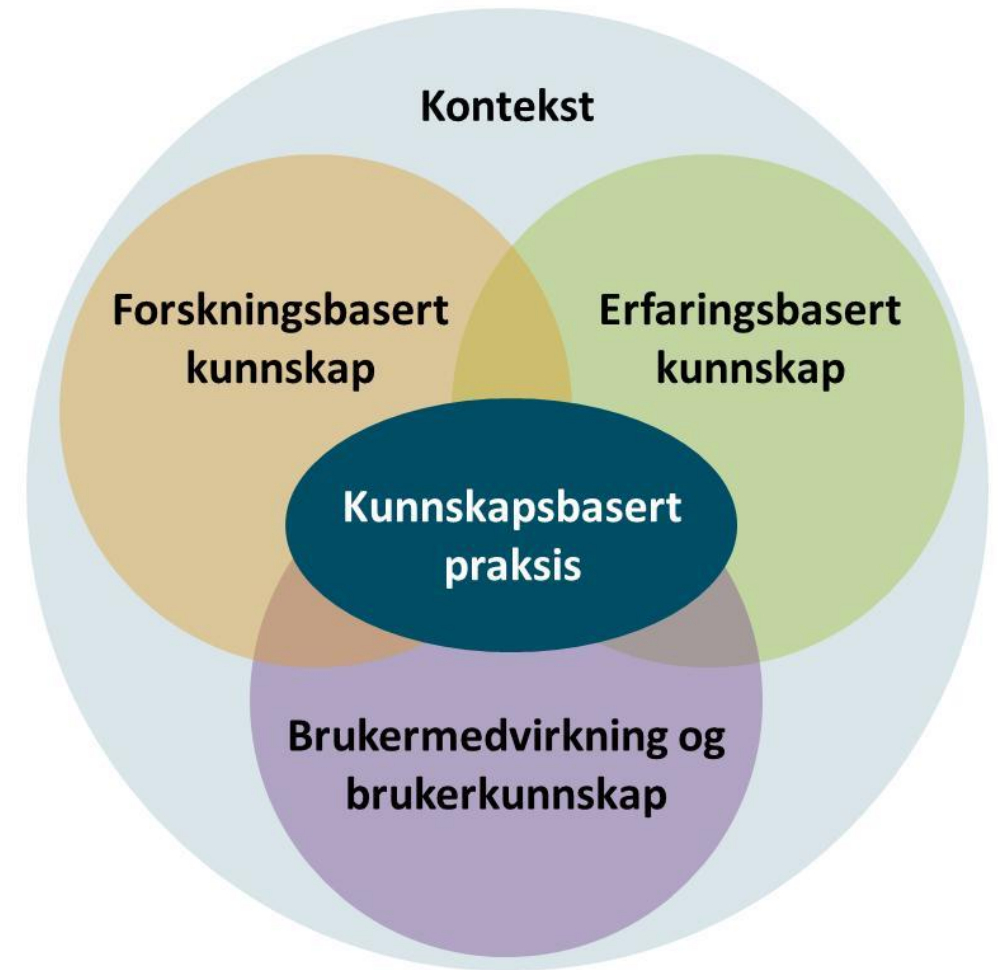 Kontekst
Forskningsbasert
kunnskap
Erfaringsbasert
kunnskap
Kunnskapsbasert
praksis
Brukermedvirkning og
brukerkunnskap